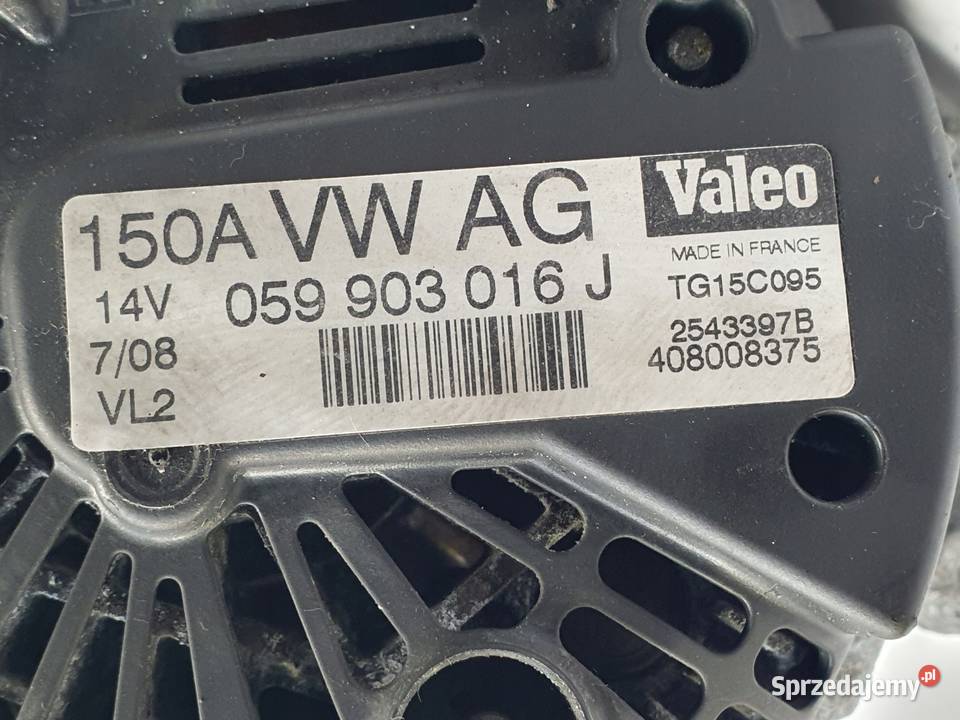 150A VW AG
Valeo
MADE IN FRANCE
14V
059 903 016 J
TG15C095
7/08
2543397B
408008375
VL2
Sprzedajemy.pl